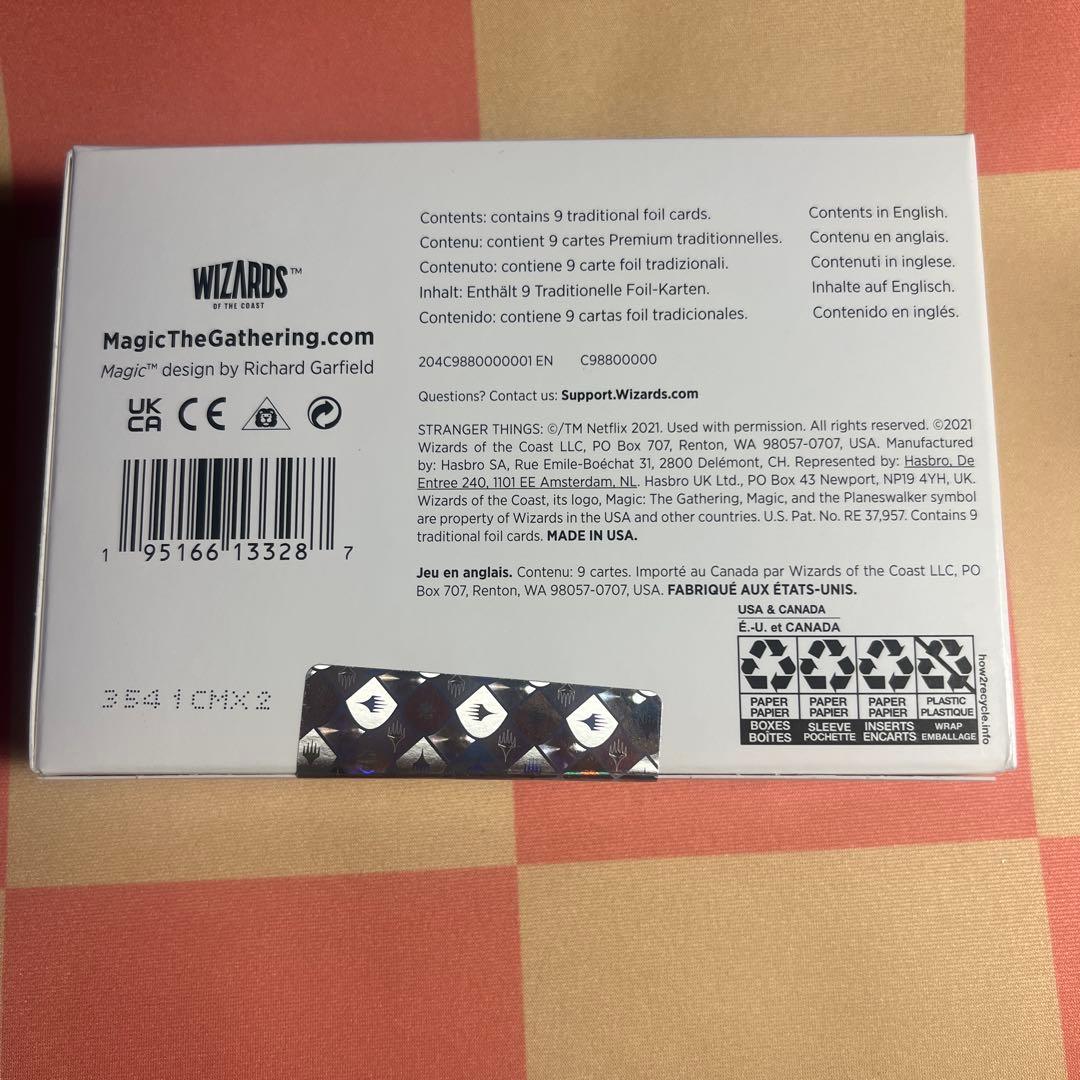 WIZARDS™
OF THE COAST
MagicTheGathering.com
Magic™ design by Richard Garfield
UK
CA CE
1 95166 13328 7
3541CMX2
Contents: contains 9 traditional foil cards.
Contenu: contient 9 cartes Premium traditionnelles.
Contenuto: contiene 9 carte foil tradizionali.
Inhalt: Enthält 9 Traditionelle Foil-Karten.
Contenido: contiene 9 cartas foil tradicionales.
Contents in English.
Contenu en anglais.
Contenuti in inglese.
Inhalte auf Englisch.
Contenido en inglés.
204C9880000001 EN C98800000
Questions? Contact us: Support.Wizards.com
STRANGER THINGS: ©/TM Netflix 2021. Used with permission. All rights reserved. ©2021
Wizards of the Coast LLC, PO Box 707, Renton, WA 98057-0707, USA. Manufactured
by: Hasbro SA, Rue Emile-Boéchat 31, 2800 Delémont, CH. Represented by: Hasbro, De
Entree 240, 1101 EE Amsterdam, NL. Hasbro UK Ltd., PO Box 43 Newport, NP19 4YH, UK.
Wizards of the Coast, its logo, Magic: The Gathering, Magic, and the Planeswalker symbol
are property of Wizards in the USA and other countries. U.S. Pat. No. RE 37,957. Contains 9
traditional foil cards. MADE IN USA.
Jeu en anglais. Contenu: 9 cartes. Importé au Canada par Wizards of the Coast LLC, PO
Box 707, Renton, WA 98057-0707, USA. FABRIQUÉ AUX ÉTATS-UNIS.
USA & CANADA
É.-U. et CANADA
PAPER PAPER PAPER PLASTIC
PAPIER PAPIER PAPIER PLASTIQUE
BOXES SLEEVE INSERTS WRAP
BOÎTES POCHETTE ENCARTS EMBALLAGE
how2recycle.info